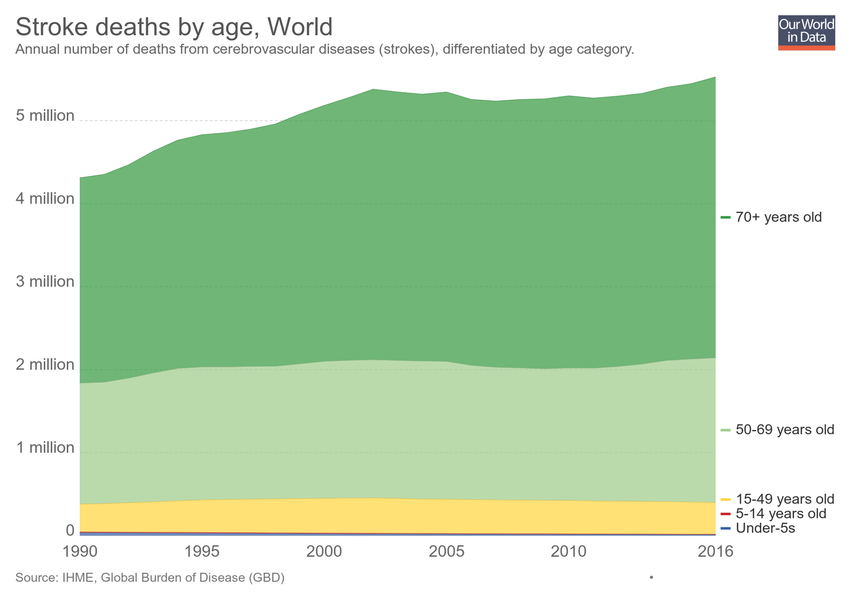 Stroke deaths by age, World
Our World
in Data
Annual number of deaths from cerebrovascular diseases (strokes), differentiated by age category.
5 million
4 million
3 million
2 million
1 million
0
70+ years old
50-69 years old
15-49 years old
5-14 years old
Under-5s
1990 1995 2000 2005 2010 2016
Source: IHME, Global Burden of Disease (GBD)